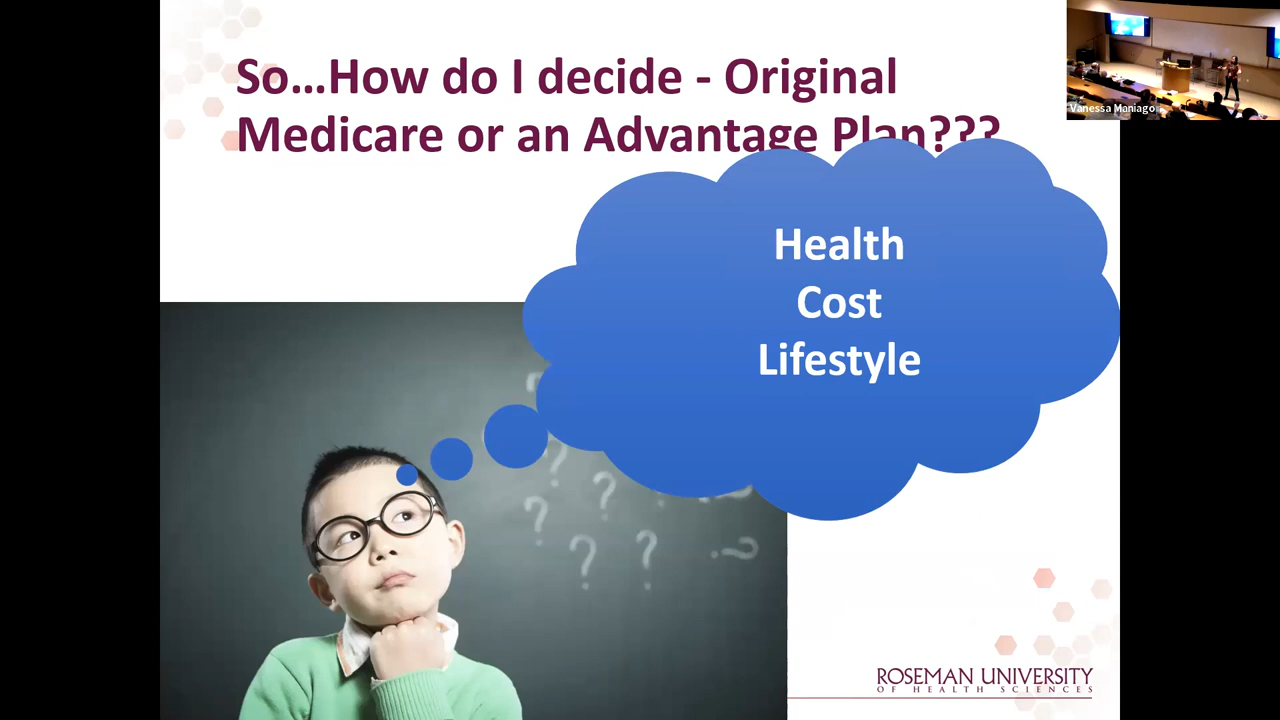 So...How do I decide - Original
Medicare or an Advantage Plan???
Vanessa Maniago
Health
Cost
Lifestyle
? ? ? ? ? ?
ROSEMAN UNIVERSITY
OF HEALTH SCIENCES